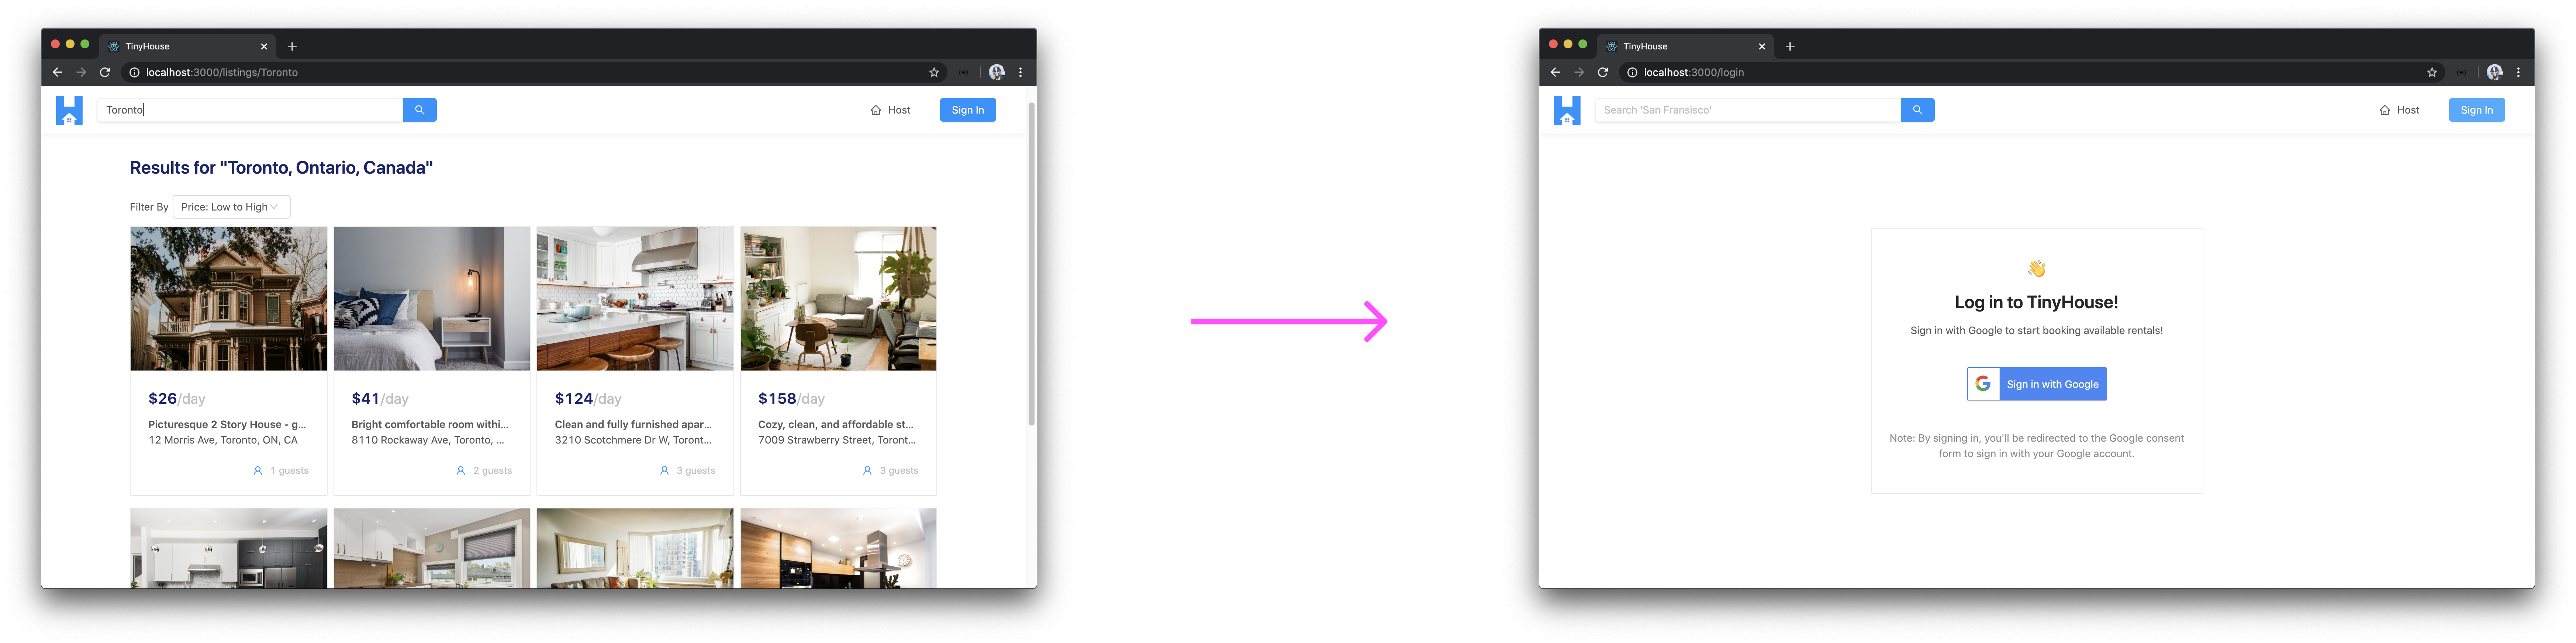 TinyHouse
localhost:3000/listings/Toronto
Toronto
Host
Sign In
Results for "Toronto, Ontario, Canada"
Filter By
Price: Low to High
$26/day
Picturesque 2 Story House - g...
12 Morris Ave, Toronto, ON, CA
1 guests
$41/day
Bright comfortable room withi...
8110 Rockaway Ave, Toronto, ...
2 guests
$124/day
Clean and fully furnished apar...
3210 Scotchmere Dr W, Toront...
3 guests
$158/day
Cozy, clean, and affordable st...
7009 Strawberry Street, Toront...
3 guests
TinyHouse
localhost:3000/login
Search 'San Fransisco'
Host
Sign In
Log in to TinyHouse!
Sign in with Google to start booking available rentals!
G
Sign in with Google
Note: By signing in, you'll be redirected to the Google consent
form to sign in with your Google account.